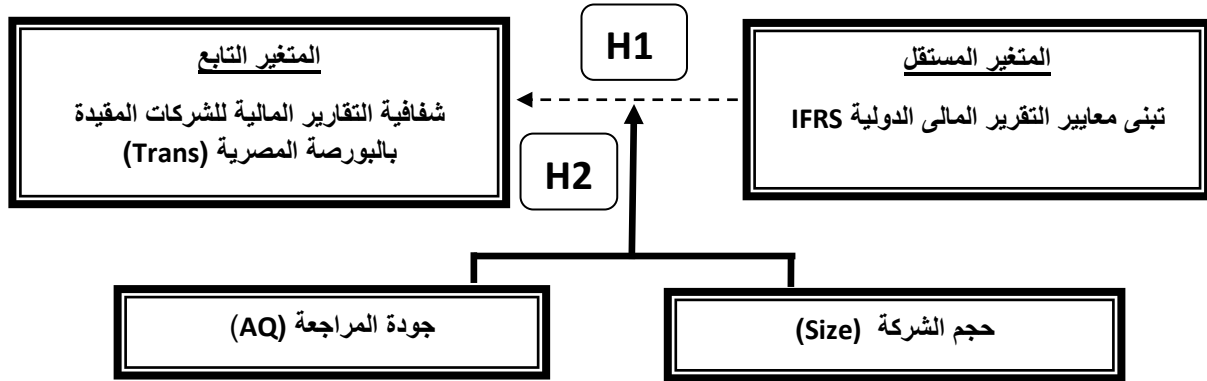 H1
المتغير المستقل
تبنى معايير التقرير المالى الدولية IFRS
المتغير التابع
شفافية التقارير المالية للشركات المقيدة
بالبورصة المصرية (Trans)
H2
حجم الشركة (Size)
جودة المراجعة (AQ)